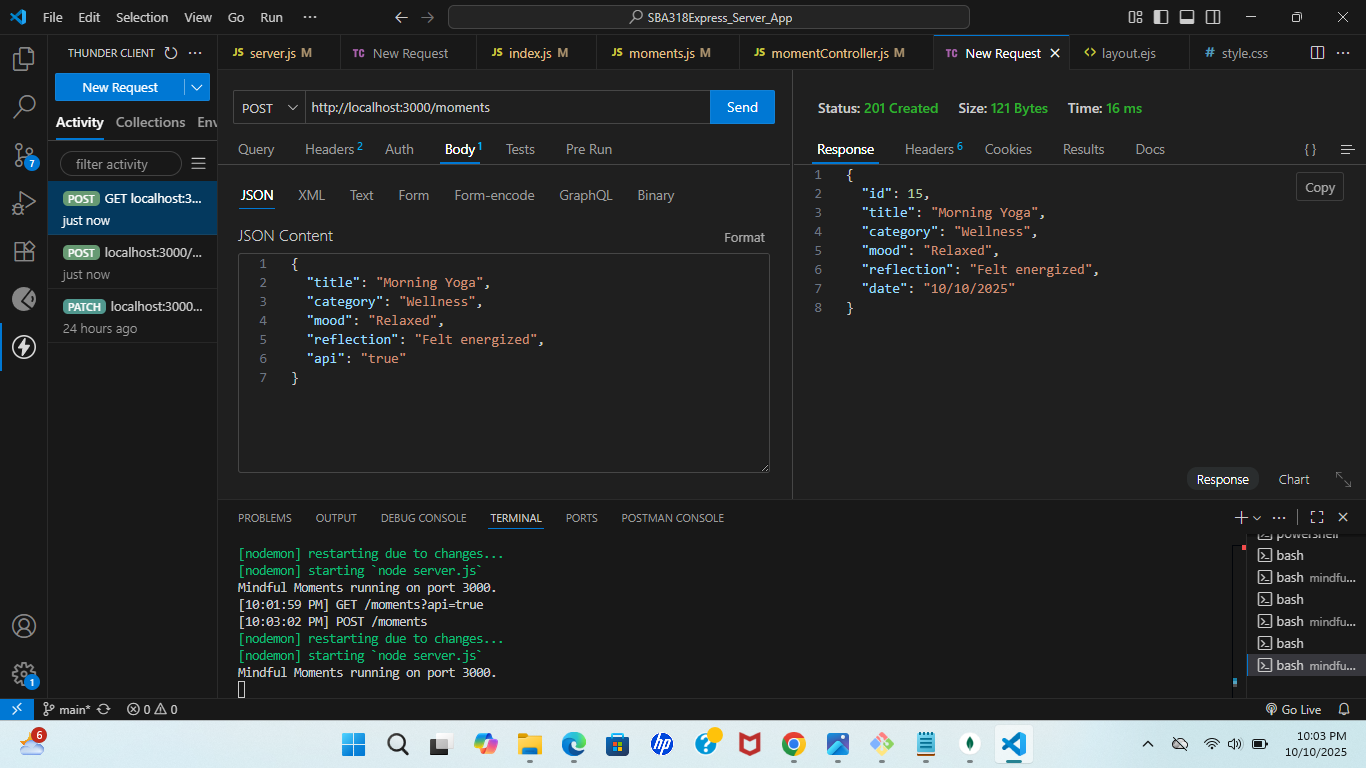 File Edit Selection View Go Run ··· SBA318Express_Server_App
THUNDER CLIENT ···
New Request
Activity Collections Env
filter activity
POST GET localhost:3...
just now
POST localhost:3000/...
just now
PATCH localhost:3000...
24 hours ago
7
1
JS server.js M TC New Request JS index.js M JS moments.js M JS momentController.js M TC New Request <> layout.ejs # style.css ···
POST http://localhost:3000/moments Send
Query Headers 2 Auth Body 1 Tests Pre Run
JSON XML Text Form Form-encode GraphQL Binary
JSON Content Format
1 {
2 "title": "Morning Yoga",
3 "category": "Wellness",
4 "mood": "Relaxed",
5 "reflection": "Felt energized",
6 "api": "true"
7 }
Status: 201 Created Size: 121 Bytes Time: 16 ms
Response Headers 6 Cookies Results Docs { }
Copy
1 {
2 "id": 15,
3 "title": "Morning Yoga",
4 "category": "Wellness",
5 "mood": "Relaxed",
6 "reflection": "Felt energized",
7 "date": "10/10/2025"
8 }
Response Chart
PROBLEMS OUTPUT DEBUG CONSOLE TERMINAL PORTS POSTMAN CONSOLE
[nodemon] restarting due to changes...
[nodemon] starting `node server.js`
Mindful Moments running on port 3000.
[10:01:59 PM] GET /moments?api=true
[10:03:02 PM] POST /moments
[nodemon] restarting due to changes...
[nodemon] starting `node server.js`
Mindful Moments running on port 3000.
powershell
bash
bash mindfu...
bash
bash mindfu...
bash
bash mindfu...
main* 0 0 Go Live
6
hp
10:03 PM
10/10/2025